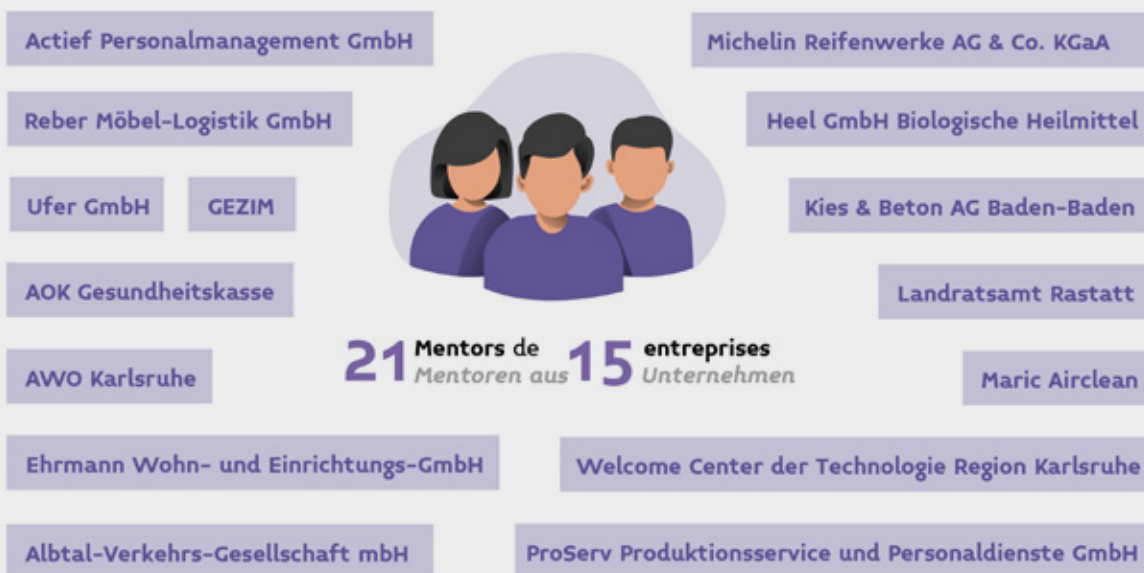 Actief Personalmanagement GmbH
Michelin Reifenwerke AG & Co. KGaA
Reber Möbel-Logistik GmbH
Heel GmbH Biologische Heilmittel
Ufer GmbH
GEZIM
Kies & Beton AG Baden-Baden
AOK Gesundheitskasse
Landratsamt Rastatt
21 Mentors de 15 entreprises
Mentoren aus Unternehmen
AWO Karlsruhe
Maric Airclean
Ehrmann Wohn- und Einrichtungs-GmbH
Welcome Center der Technologie Region Karlsruhe
Albtal-Verkehrs-Gesellschaft mbH
ProServ Produktionsservice und Personaldienste GmbH